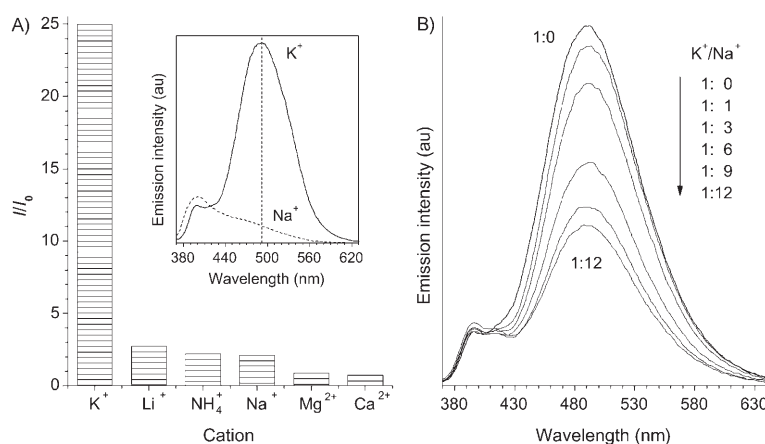 A)
25
20
15
10
5
0
I/I₀
K⁺
Li⁺
NH₄⁺
Na⁺
Mg²⁺
Ca²⁺
Cation
Emission intensity (au)
K⁺
Na⁺
380 440 500 560 620
Wavelength (nm)
B)
Emission intensity (au)
1:0
1:12
K⁺/Na⁺
1: 0
1: 1
1: 3
1: 6
1: 9
1:12
380 430 480 530 580 630
Wavelength (nm)